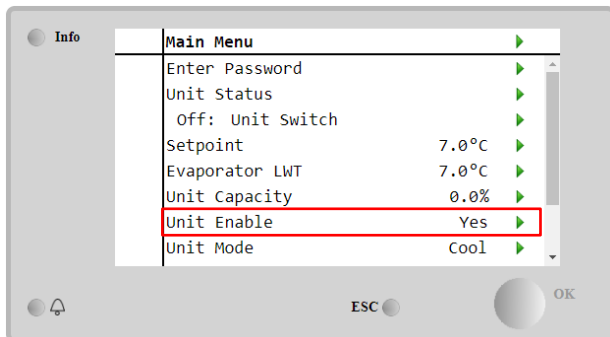 Info
Main Menu
Enter Password
Unit Status
Off: Unit Switch
Setpoint 7.0°C
Evaporator LWT 7.0°C
Unit Capacity 0.0%
Unit Enable Yes
Unit Mode Cool
ESC
OK